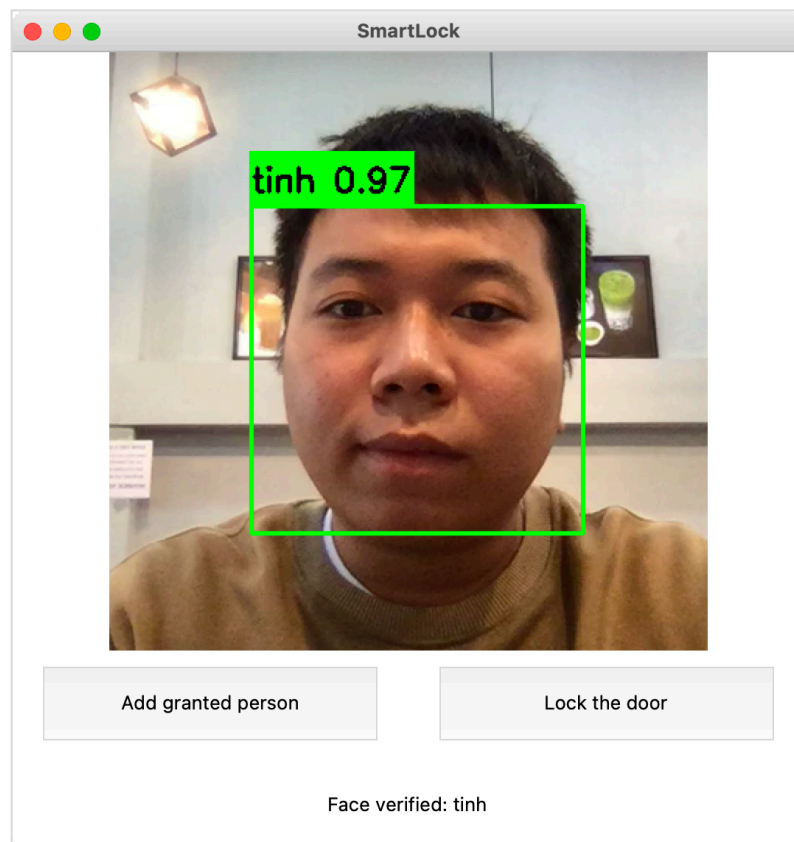 SmartLock
tinh 0.97
Add granted person
Lock the door
Face verified: tinh